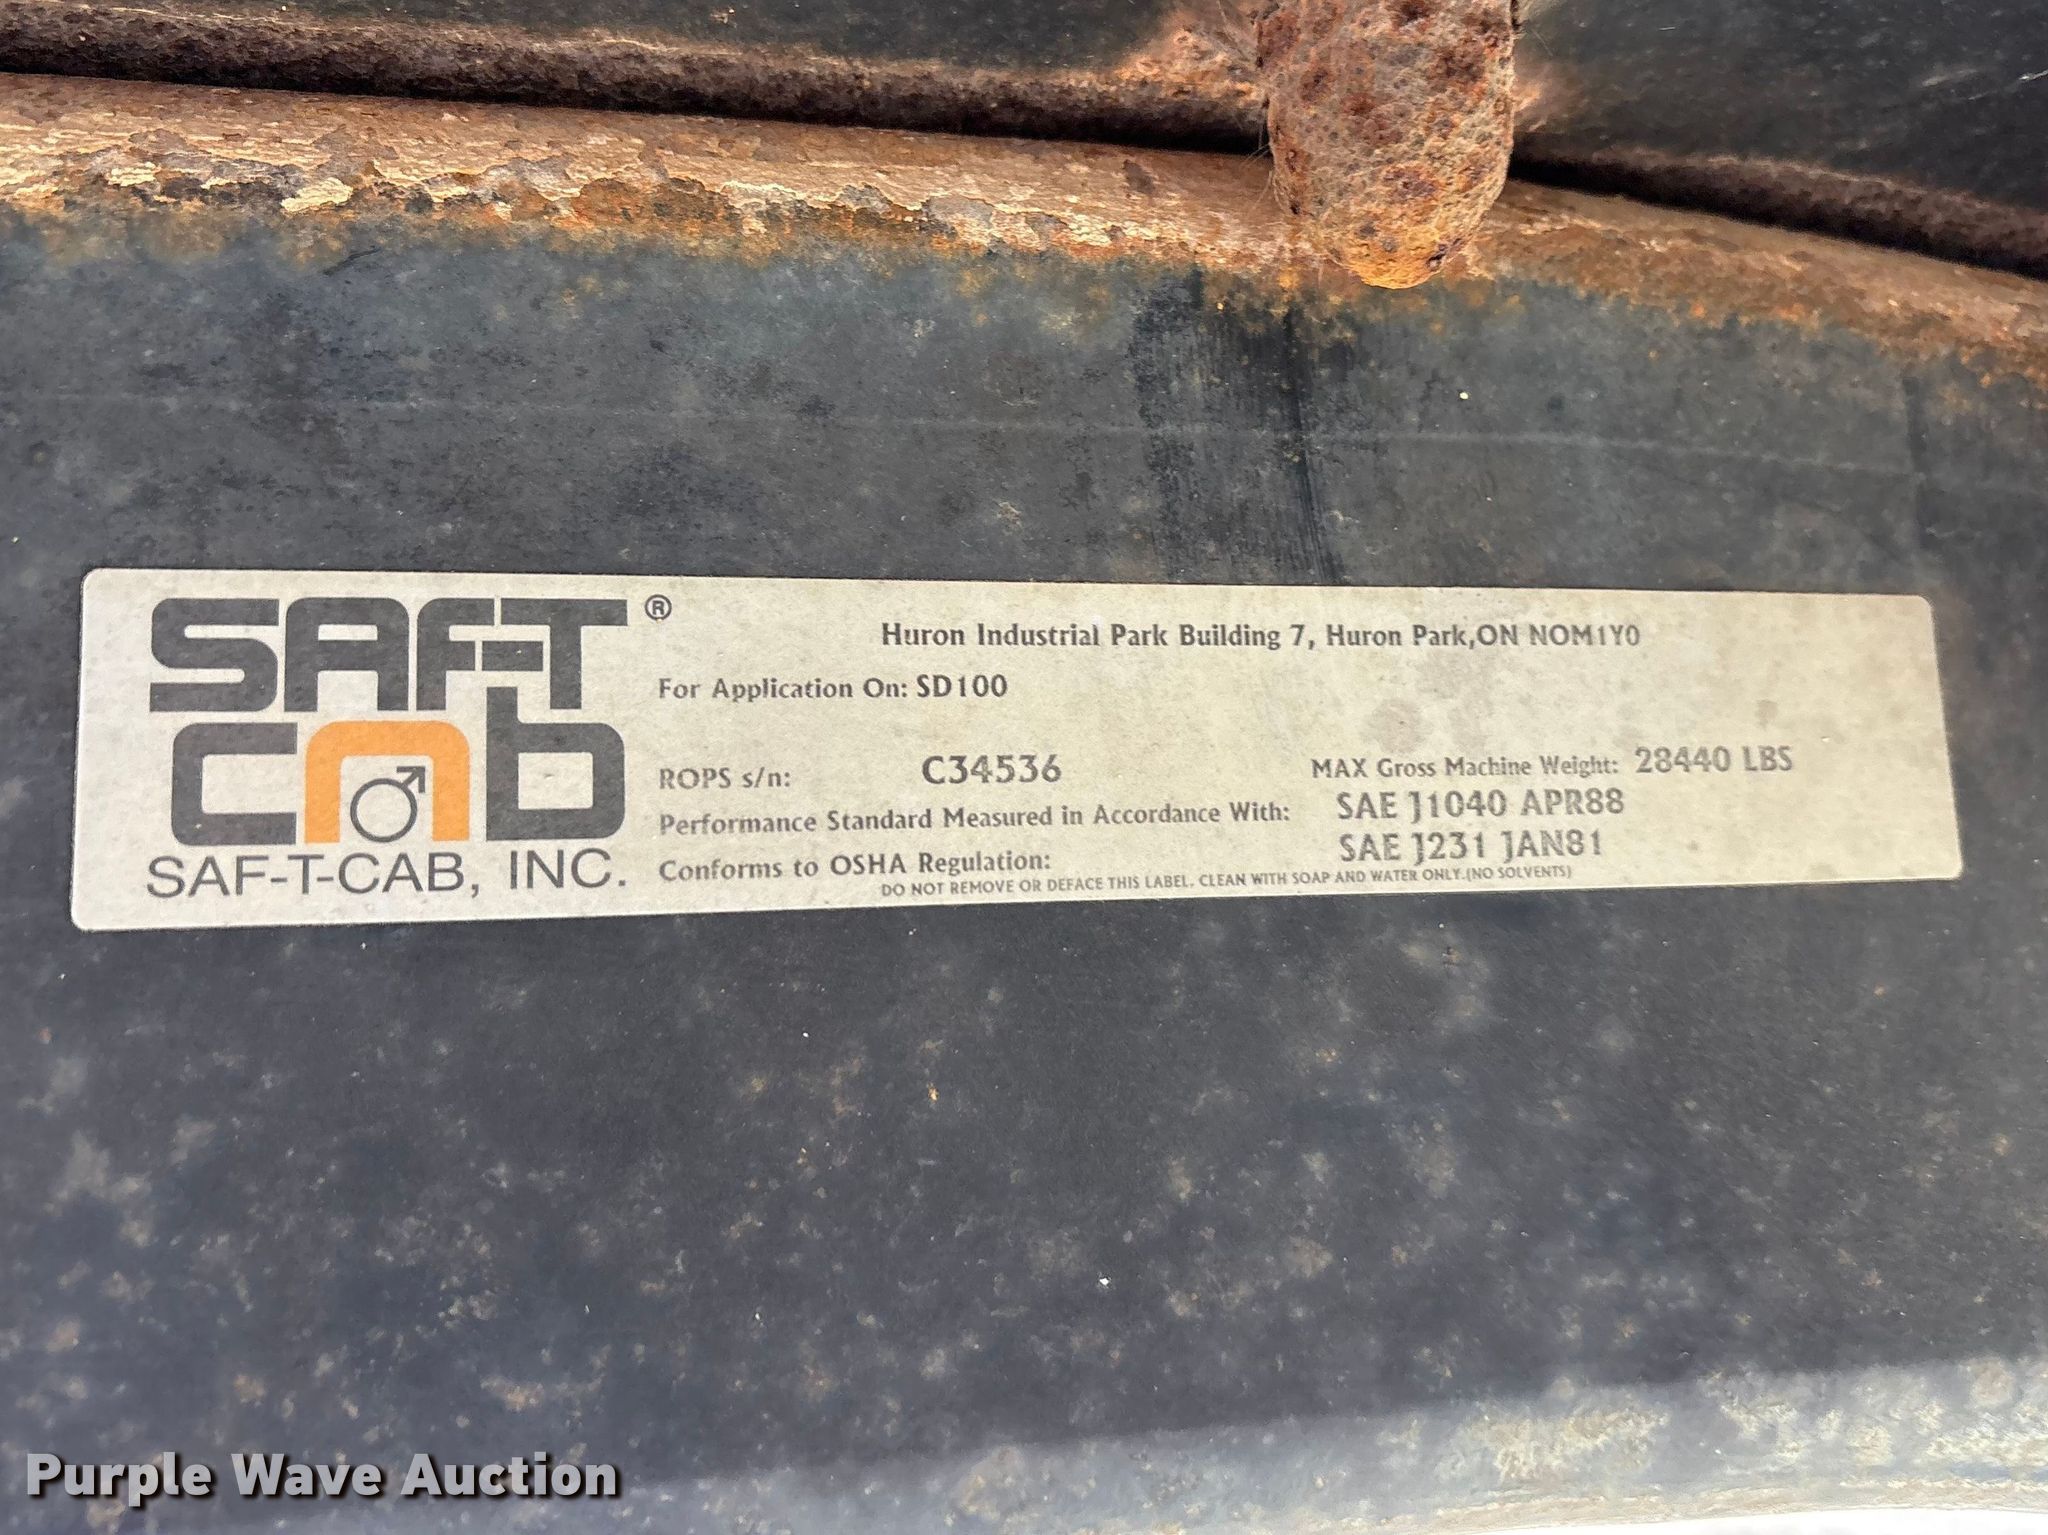 SAF-T ®
cab
SAF-T-CAB, INC.
Huron Industrial Park Building 7, Huron Park,ON NOM1Y0
For Application On: SD100
ROPS s/n: C34536 MAX Gross Machine Weight: 28440 LBS
Performance Standard Measured in Accordance With: SAE J1040 APR88
Conforms to OSHA Regulation: SAE J231 JAN81
DO NOT REMOVE OR DEFACE THIS LABEL. CLEAN WITH SOAP AND WATER ONLY.(NO SOLVENTS)
Purple Wave Auction